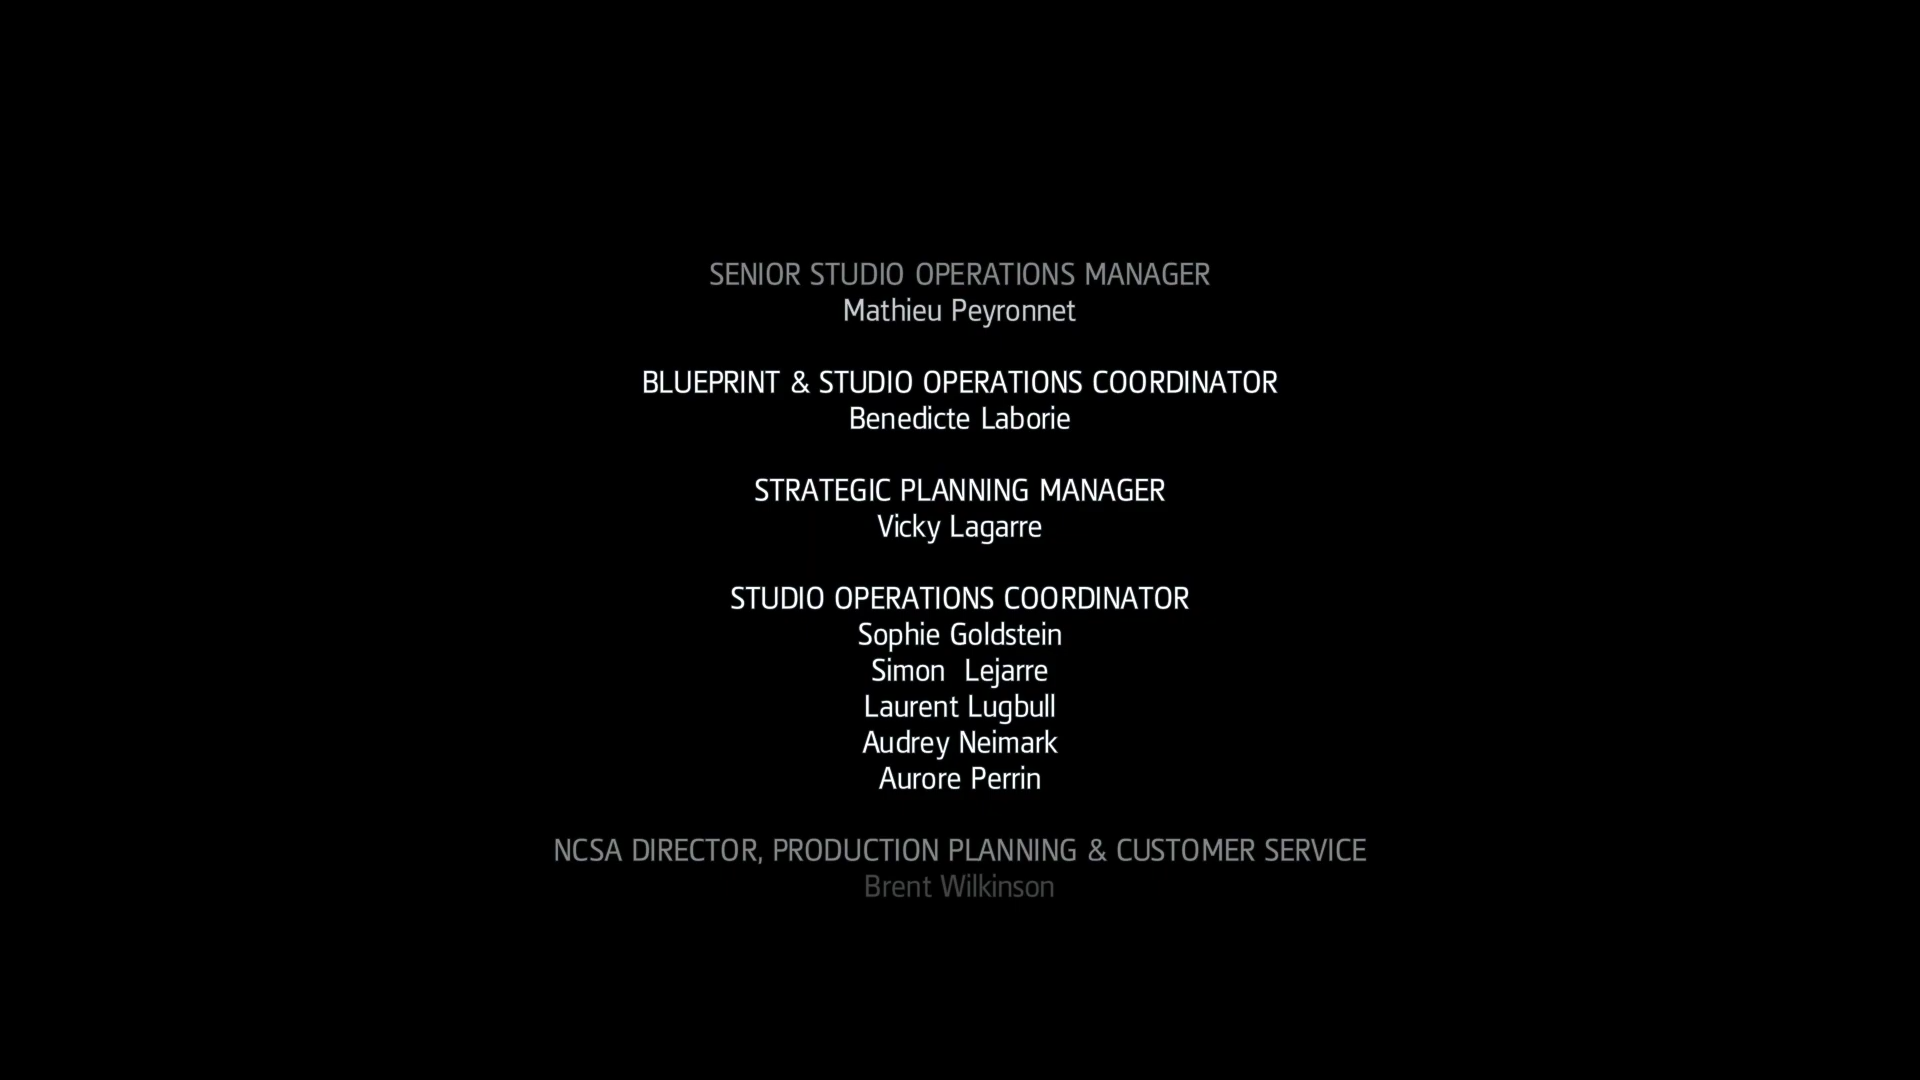 SENIOR STUDIO OPERATIONS MANAGER
Mathieu Peyronnet
BLUEPRINT & STUDIO OPERATIONS COORDINATOR
Benedicte Laborie
STRATEGIC PLANNING MANAGER
Vicky Lagarre
STUDIO OPERATIONS COORDINATOR
Sophie Goldstein
Simon  Lejarre
Laurent Lugbull
Audrey Neimark
Aurore Perrin
NCSA DIRECTOR, PRODUCTION PLANNING & CUSTOMER SERVICE
Brent Wilkinson